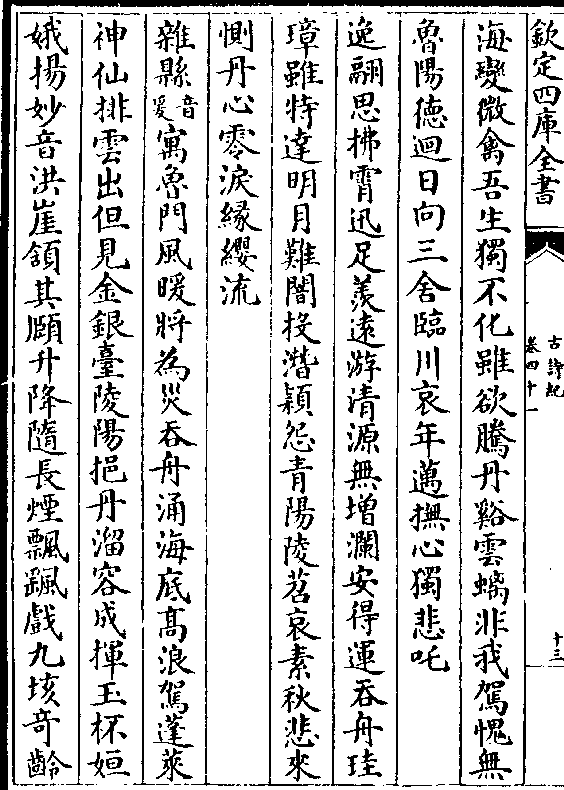 欽定四庫全書
古詩紀
卷四十一
十三
海變微禽吾生獨不化雖欲騰丹谿雲螭非我駕愧無
魯陽德迴日向三舍臨川哀年邁撫心獨悲吒
逸翮思拂霄迅足羨遠游清源無增瀾安得運吞舟珪
璋雖特達明月難闇投潛穎怨青陽陵苕哀素秋悲來
惻丹心零淚緣纓流
雜縣音爰寓魯門風暖將為災吞舟涌海底高浪駕蓬萊
神仙排雲出但見金銀臺陵陽挹丹溜容成揮玉杯姮
娥揚妙音洪崖頷其頤升降隨長煙飄颻戲九垓奇齡